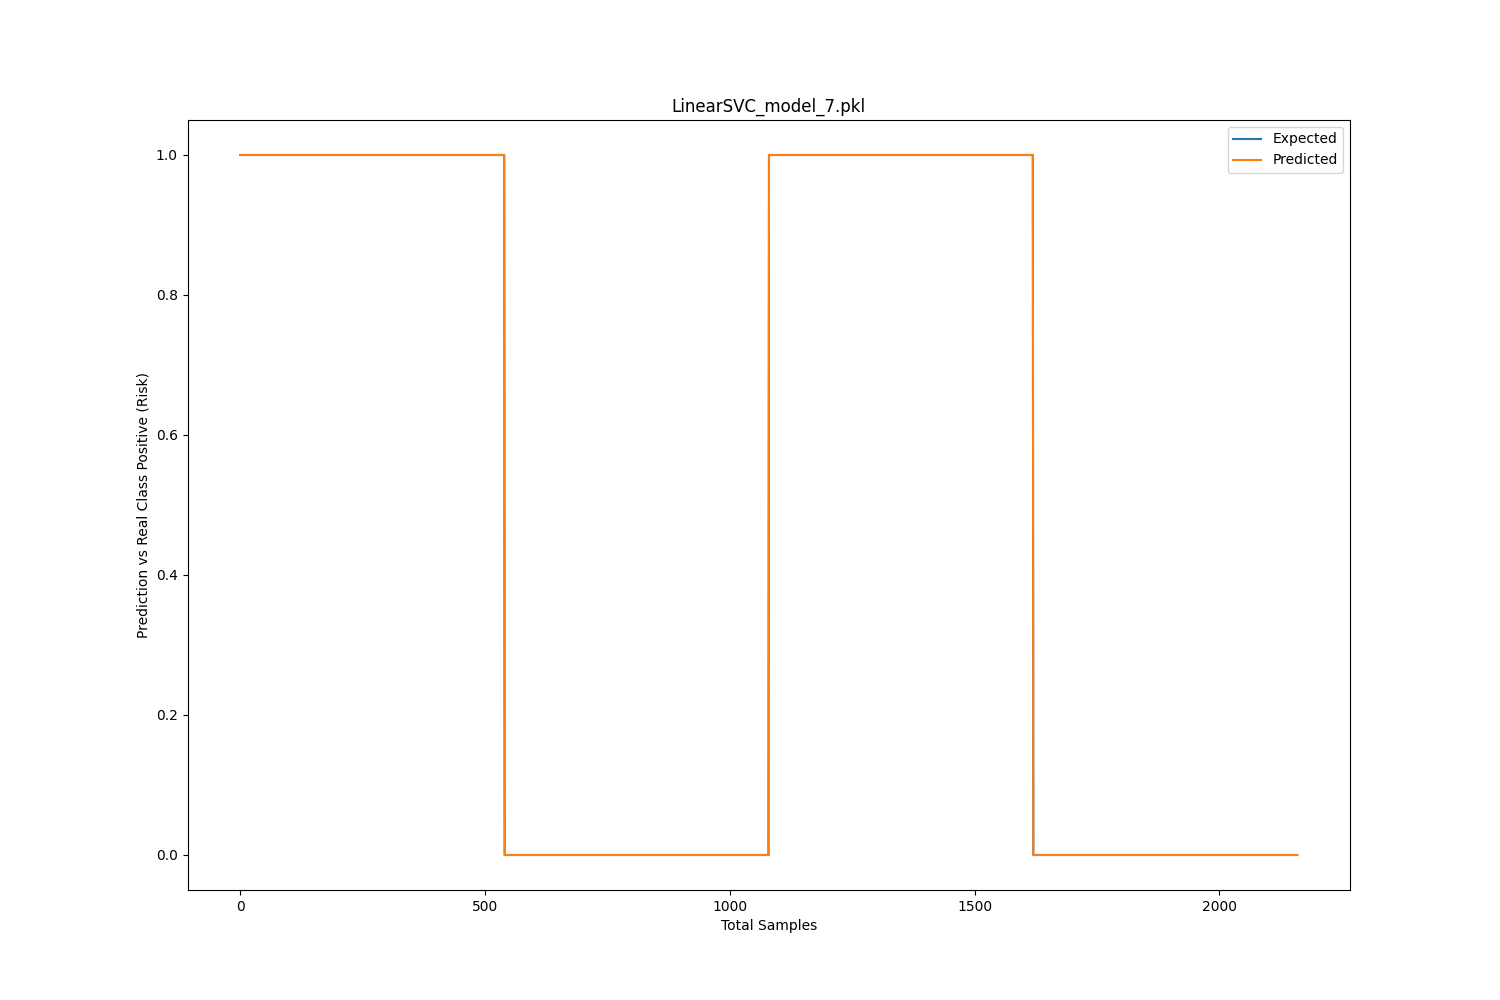 LinearSVC_model_7.pkl
Expected
Predicted
1.0
0.8
0.6
0.4
0.2
0.0
Prediction vs Real Class Positive (Risk)
0 500 1000 1500 2000
Total Samples